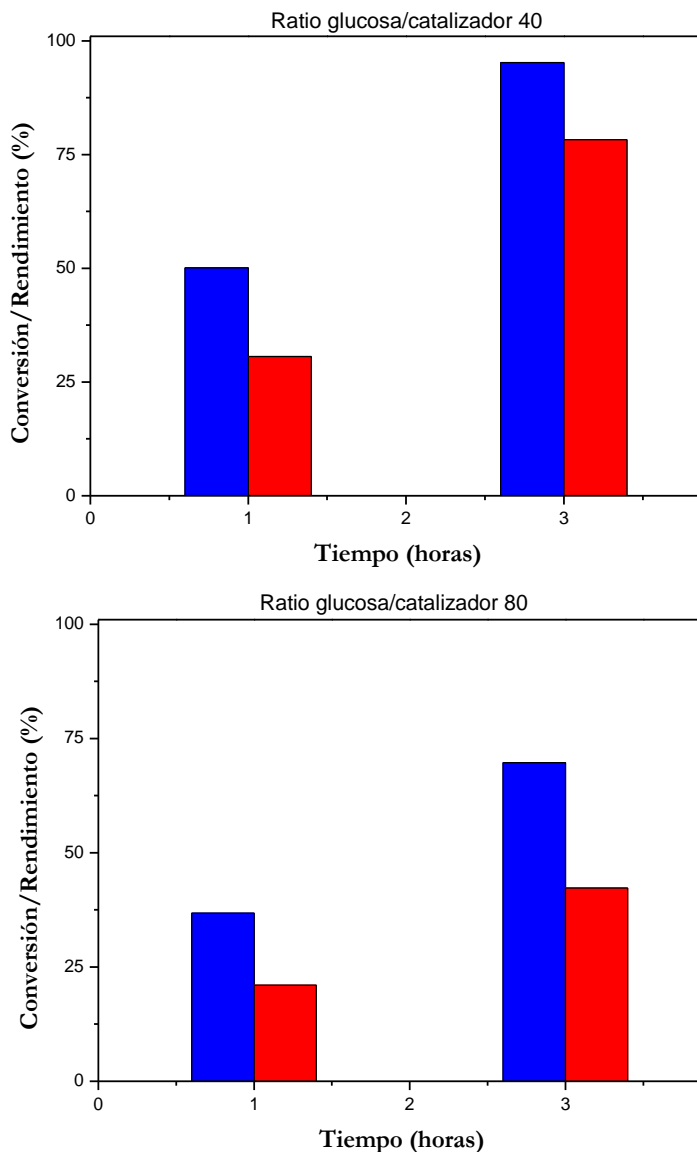 Ratio glucosa/catalizador 40
100
75
50
25
0
Conversión/Rendimiento (%)
0 1 2 3
Tiempo (horas)
Ratio glucosa/catalizador 80
100
75
50
25
0
Conversión/Rendimiento (%)
0 1 2 3
Tiempo (horas)